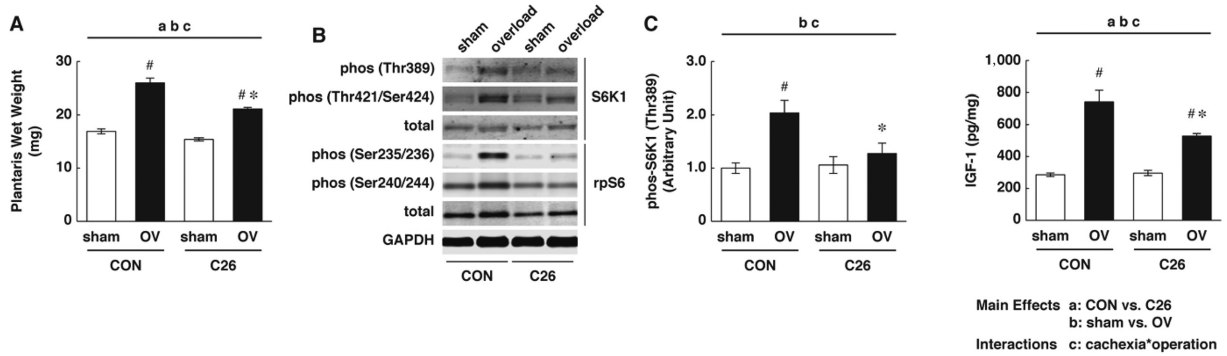 A
a b c
Plantaris Wet Weight
(mg)
30
20
10
0
#
# *
sham OV sham OV
CON C26
B
sham overload sham overload
phos (Thr389)
phos (Thr421/Ser424)
total
S6K1
phos (Ser235/236)
phos (Ser240/244)
total
rpS6
GAPDH
CON C26
C
b c
phos-S6K1 (Thr389)
(Arbitrary Unit)
3.0
2.0
1.0
0
#
*
sham OV sham OV
CON C26
a b c
IGF-1 (pg/mg)
1,000
800
600
400
200
0
#
# *
sham OV sham OV
CON C26
Main Effects a: CON vs. C26
b: sham vs. OV
Interactions c: cachexia*operation